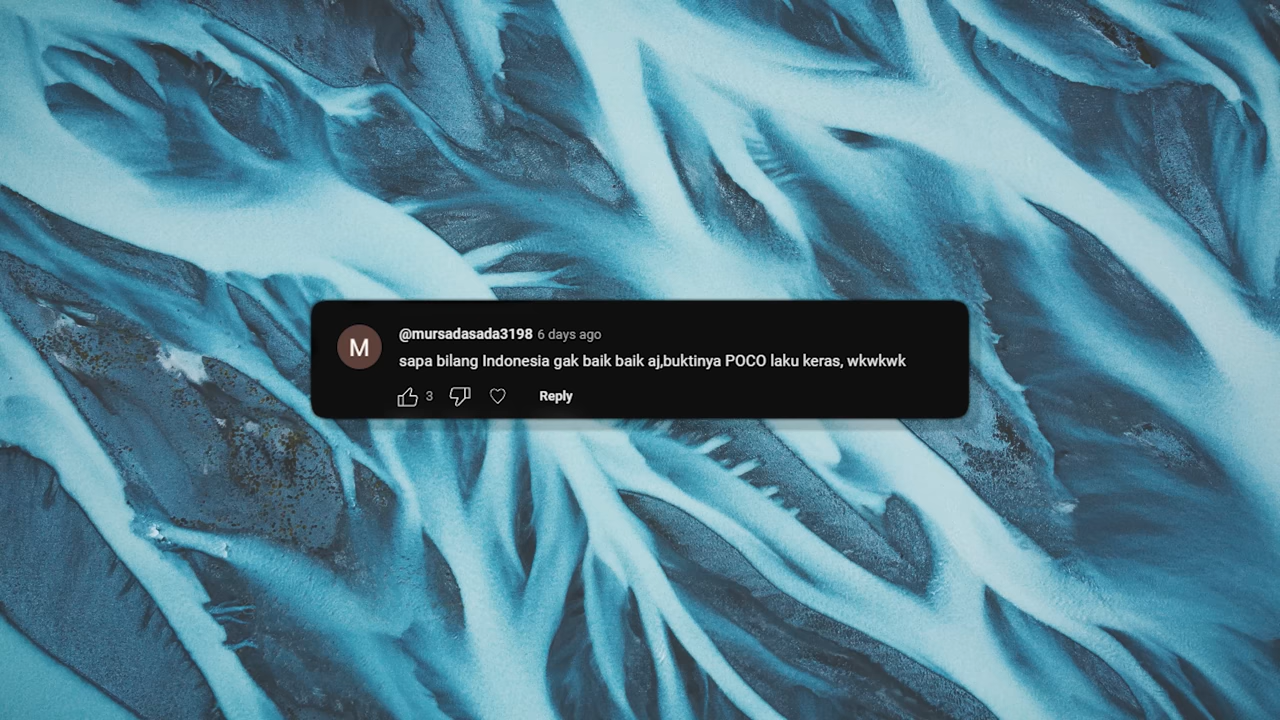 M
@mursadasada3198 6 days ago
sapa bilang Indonesia gak baik baik aj,buktinya POCO laku keras, wkwkwk
3 Reply